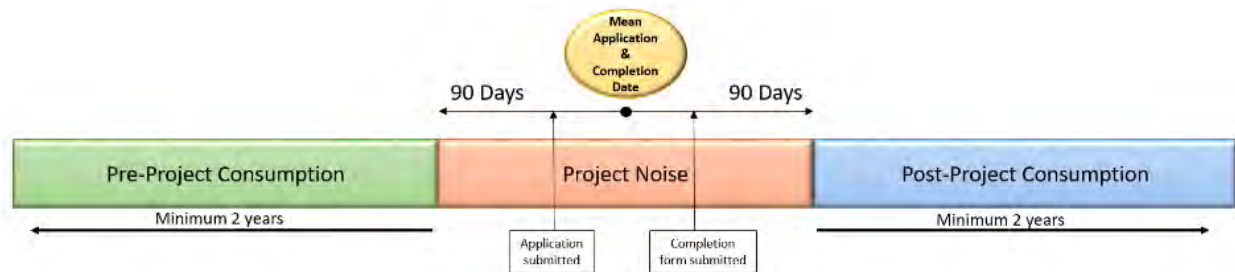 Mean
Application
&
Completion
Date
90 Days
90 Days
Pre-Project Consumption
Project Noise
Post-Project Consumption
Minimum 2 years
Minimum 2 years
Application
submitted
Completion
form submitted